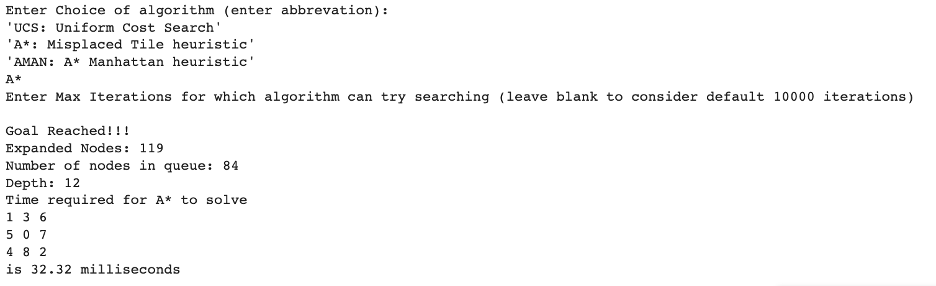 Enter Choice of algorithm (enter abbrevation):
'UCS: Uniform Cost Search'
'A*: Misplaced Tile heuristic'
'AMAN: A* Manhattan heuristic'
A*
Enter Max Iterations for which algorithm can try searching (leave blank to consider default 10000 iterations)
Goal Reached!!!
Expanded Nodes: 119
Number of nodes in queue: 84
Depth: 12
Time required for A* to solve
1 3 6
5 0 7
4 8 2
is 32.32 milliseconds